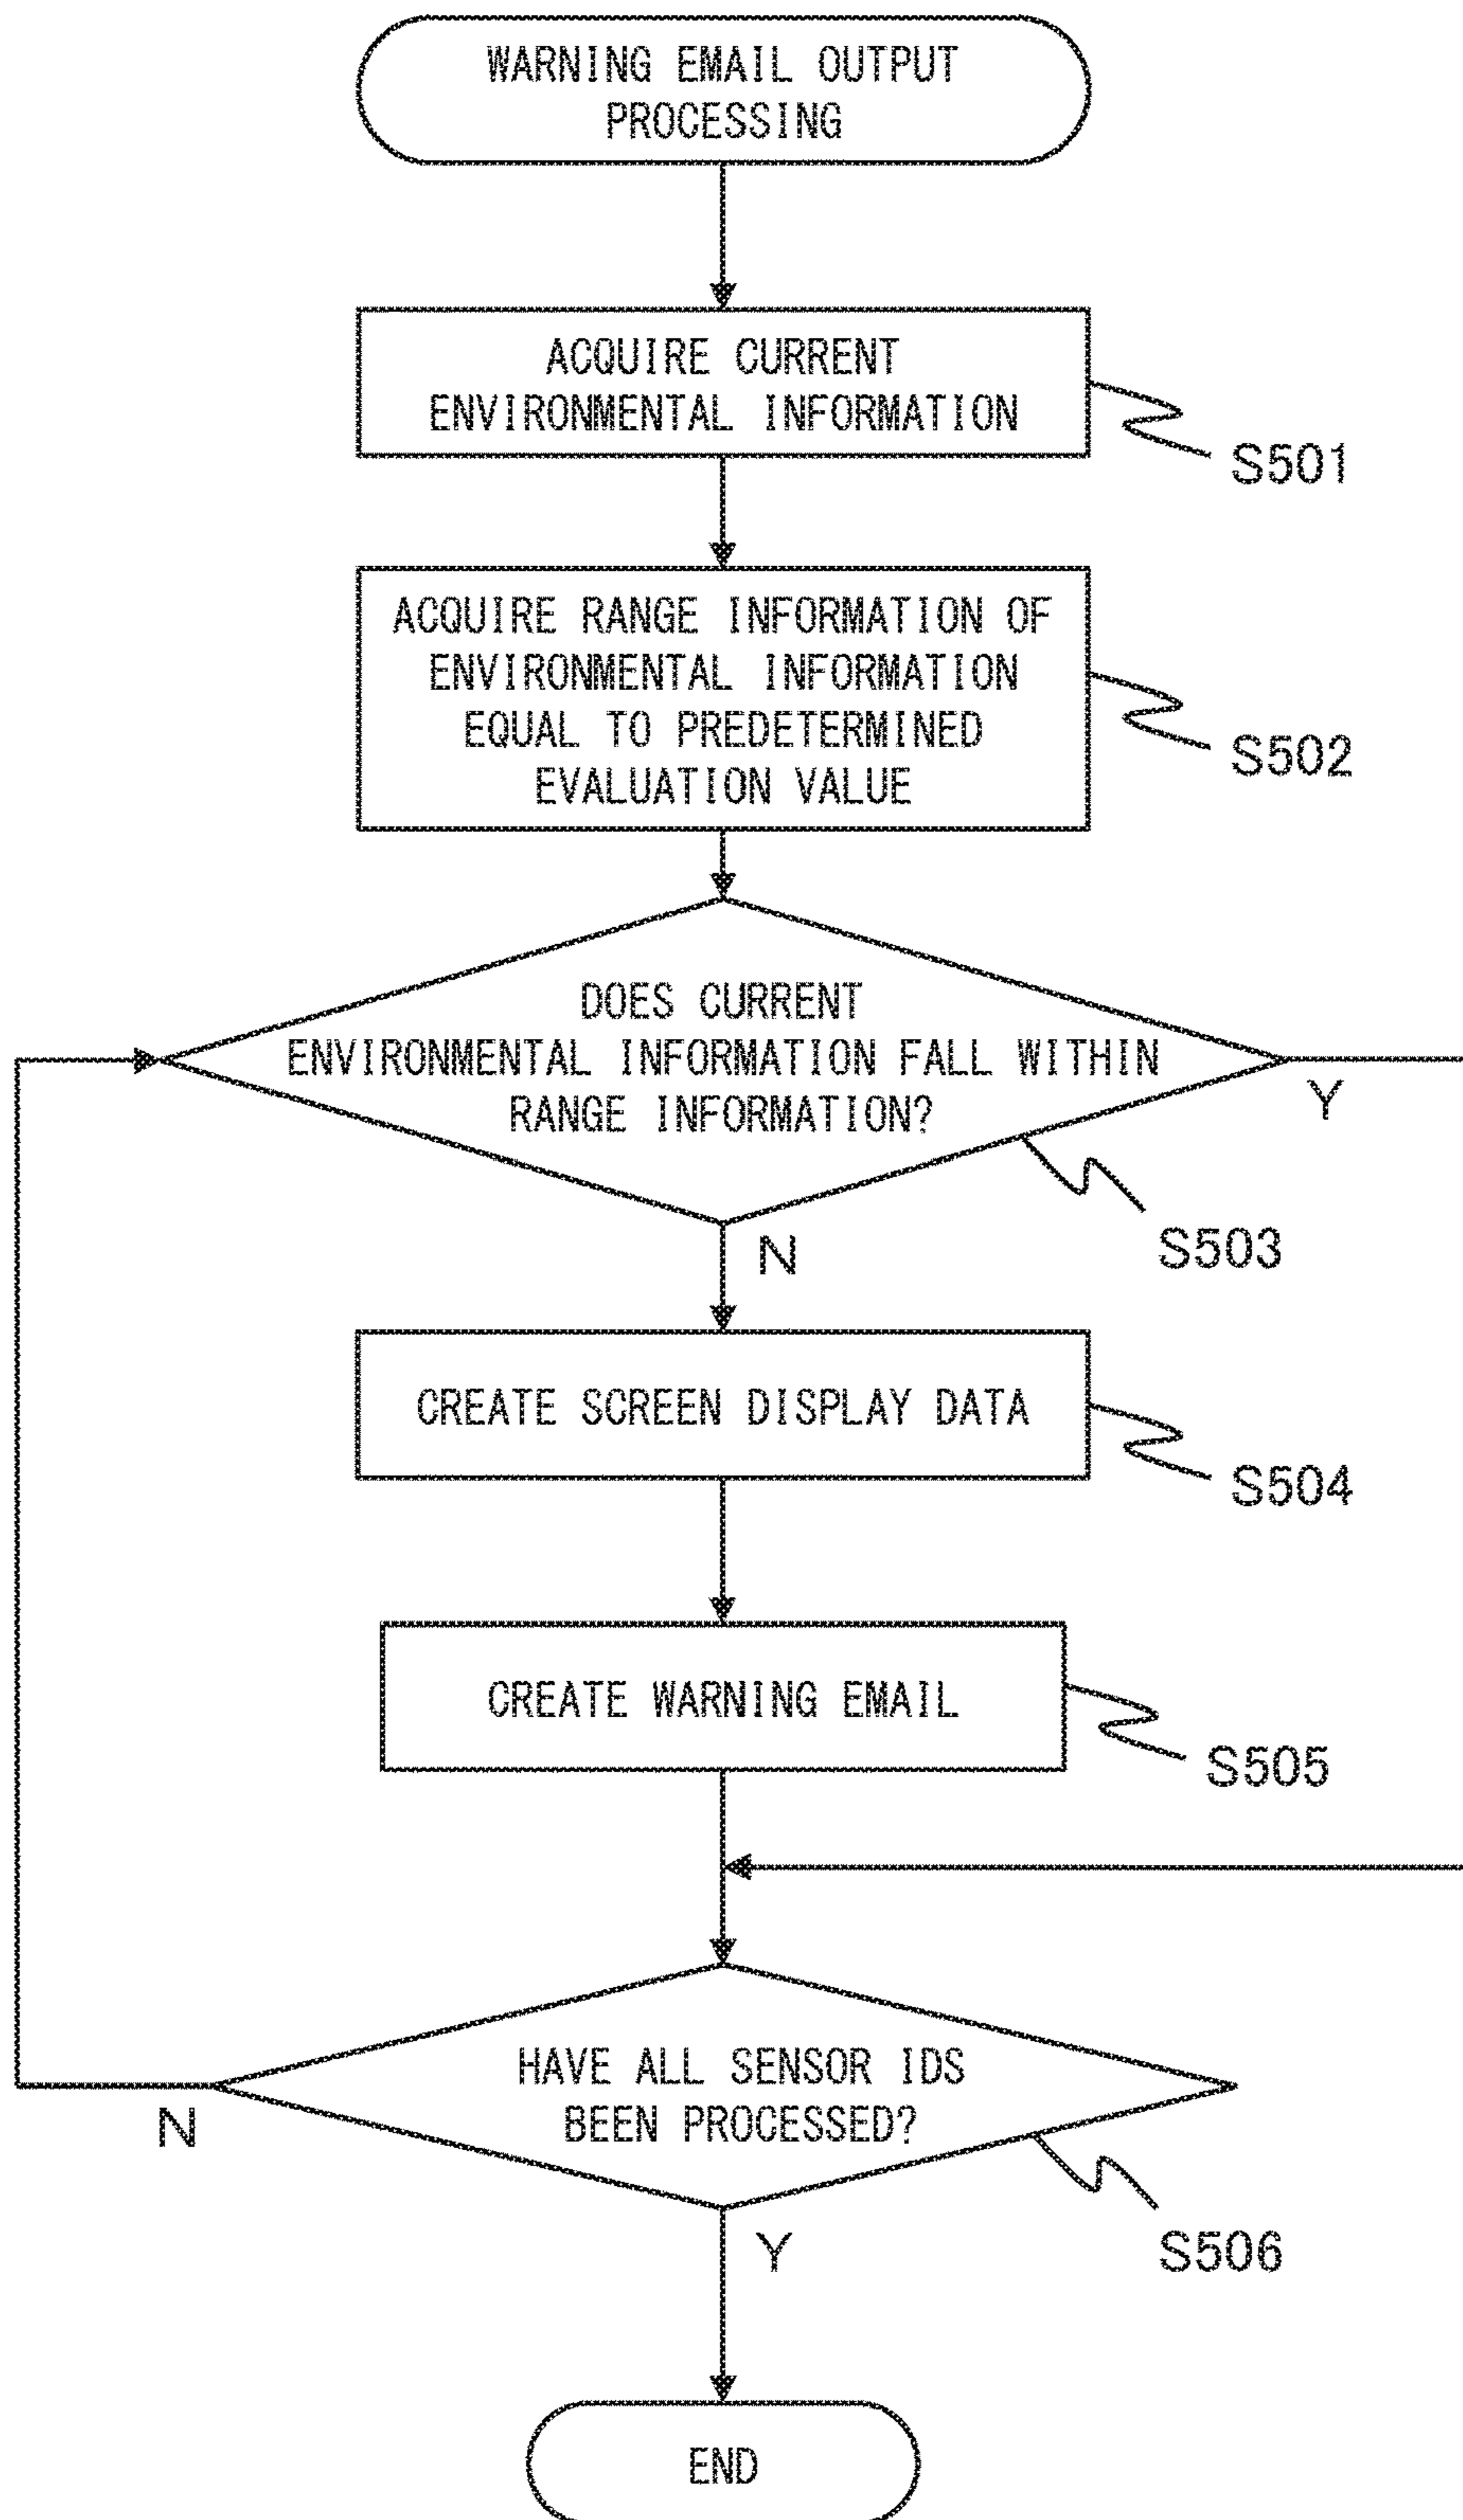 WARNING EMAIL OUTPUT
PROCESSING
ACQUIRE CURRENT
ENVIRONMENTAL INFORMATION
S501
ACQUIRE RANGE INFORMATION OF
ENVIRONMENTAL INFORMATION
EQUAL TO PREDETERMINED
EVALUATION VALUE
S502
DOES CURRENT
ENVIRONMENTAL INFORMATION FALL WITHIN
RANGE INFORMATION?
Y
S503
N
CREATE SCREEN DISPLAY DATA
S504
CREATE WARNING EMAIL
S505
HAVE ALL SENSOR IDS
BEEN PROCESSED?
N
S506
Y
END